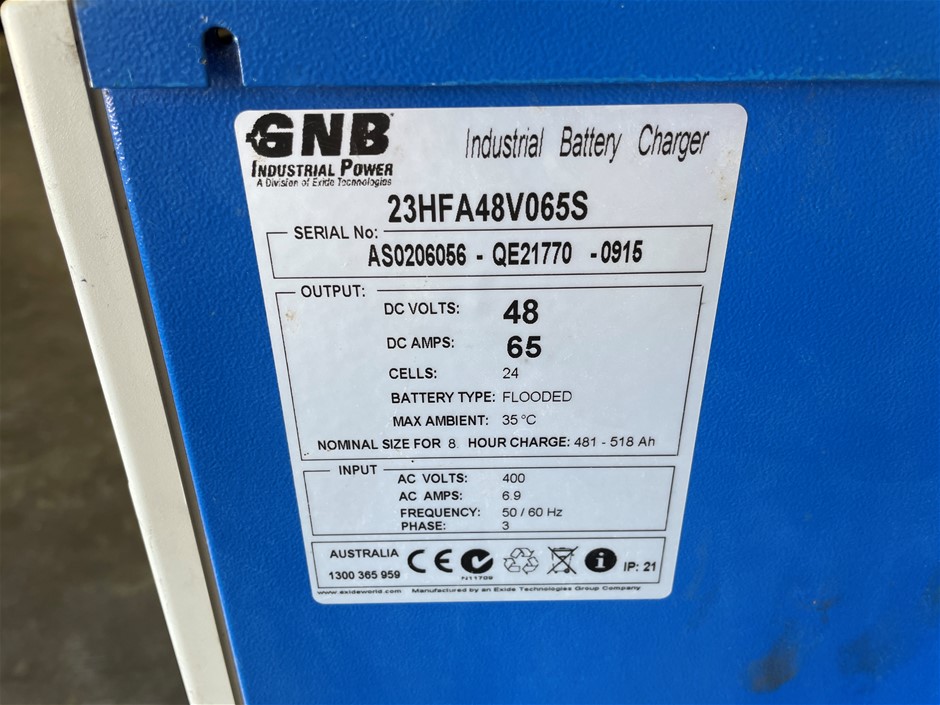 GNB
INDUSTRIAL POWER
A Division of Exide Technologies
Industrial Battery Charger
23HFA48V065S
SERIAL No:
AS0206056 - QE21770 -0915
OUTPUT:
DC VOLTS: 48
DC AMPS: 65
CELLS: 24
BATTERY TYPE: FLOODED
MAX AMBIENT: 35 °C
NOMINAL SIZE FOR 8 HOUR CHARGE: 481 - 518 Ah
INPUT
AC VOLTS: 400
AC AMPS: 6.9
FREQUENCY: 50 / 60 Hz
PHASE: 3
AUSTRALIA
1300 365 959
CE
N11709
i
IP: 21
www.exideworld.com Manufactured by an Exide Technologies Group Company